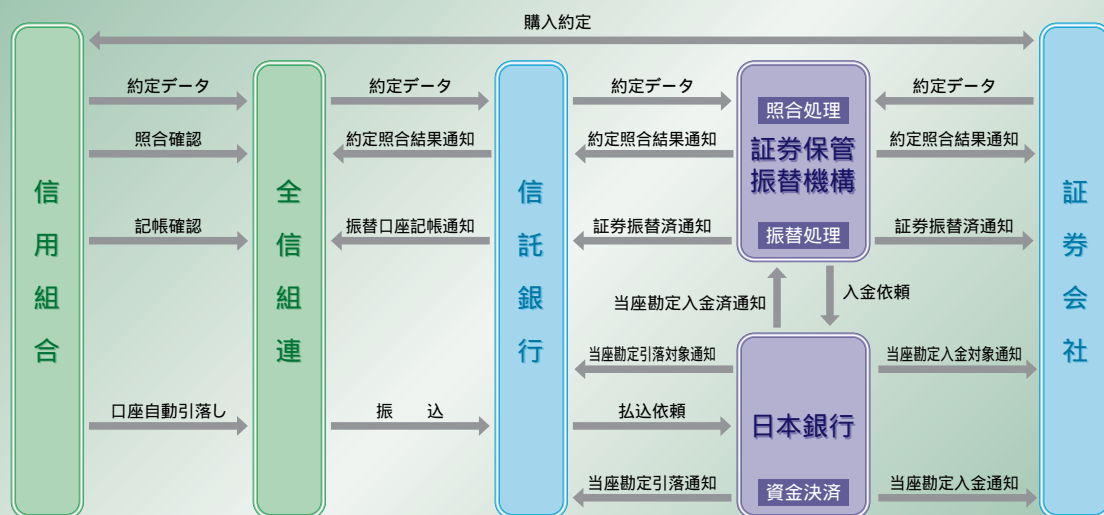 購入約定
約定データ
約定データ
約定データ
約定データ
照合処理
照合確認
約定照合結果通知
約定照合結果通知
約定照合結果通知
証券保管
振替機構
信用組合
全信組連
信託銀行
証券会社
記帳確認
振替口座記帳通知
証券振替済通知
振替処理
証券振替済通知
当座勘定入金済通知
入金依頼
当座勘定引落対象通知
当座勘定入金対象通知
口座自動引落し
振　込
払込依頼
日本銀行
当座勘定引落通知
資金決済
当座勘定入金通知